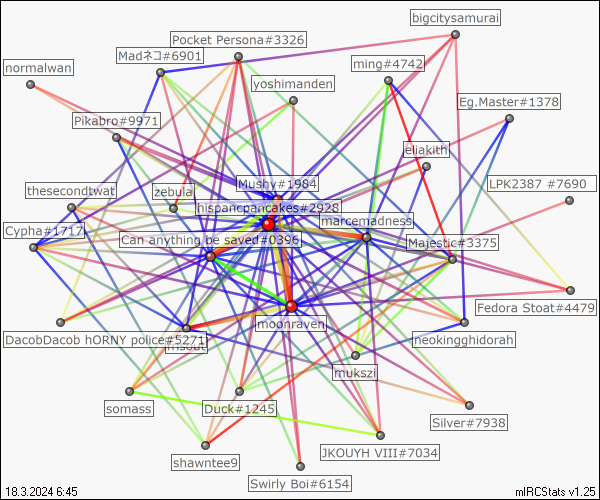 bigcitysamurai
Pocket Persona#3326
Madネコ#6901
ming#4742
normalwan
yoshimanden
Eg.Master#1378
Pikabro#9971
eliakith
Mushy#1984
LPK2387 #7690
thesecondtwat
zebula
hispancpancakes#2928
marcemadness
Cypha#1717
Can anything be saved#0396
Majestic#3375
Fedora Stoat#4479
moonraven
DacobDacob hORNY police#5271
neokingghidorah
mukszi
somass
Duck#1245
Silver#7938
JKOUYH VIII#7034
shawntee9
Swirly Boi#6154
18.3.2024 6:45
mIRCStats v1.25